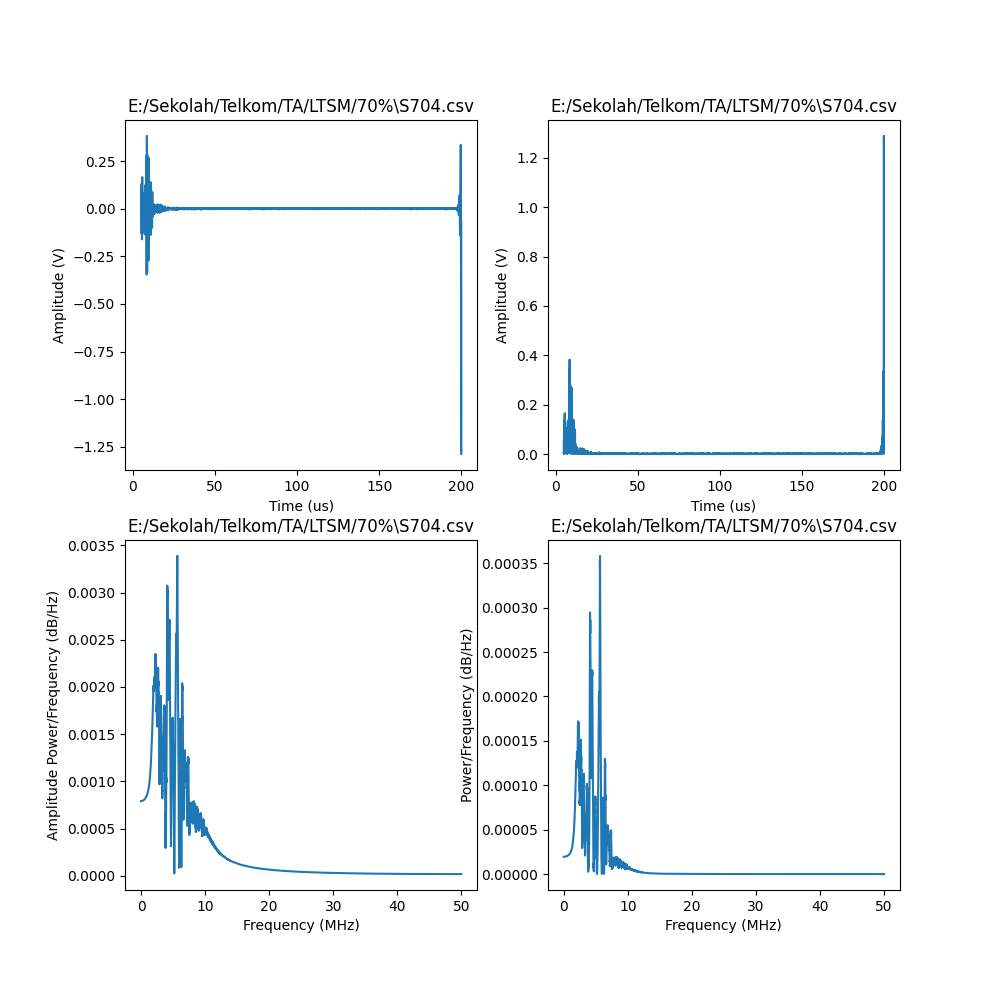 E:/Sekolah/Telkom/TA/LTSM/70%\S704.csv
0.25
0.00
−0.25
−0.50
−0.75
−1.00
−1.25
Amplitude (V)
0 50 100 150 200
Time (us)
E:/Sekolah/Telkom/TA/LTSM/70%\S704.csv
1.2
1.0
0.8
0.6
0.4
0.2
0.0
Amplitude (V)
0 50 100 150 200
Time (us)
E:/Sekolah/Telkom/TA/LTSM/70%\S704.csv
0.0035
0.0030
0.0025
0.0020
0.0015
0.0010
0.0005
0.0000
Amplitude Power/Frequency (dB/Hz)
0 10 20 30 40 50
Frequency (MHz)
E:/Sekolah/Telkom/TA/LTSM/70%\S704.csv
0.00035
0.00030
0.00025
0.00020
0.00015
0.00010
0.00005
0.00000
Power/Frequency (dB/Hz)
0 10 20 30 40 50
Frequency (MHz)